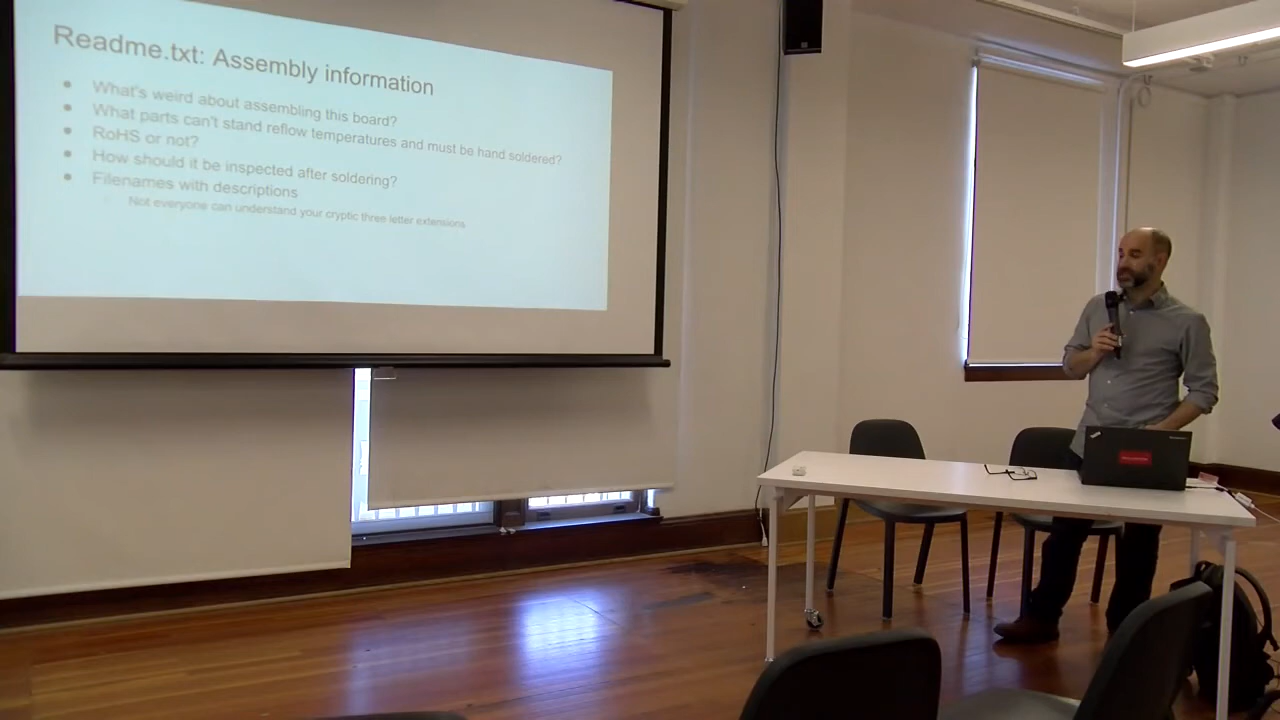 Readme.txt: Assembly information
What's weird about assembling this board?
What parts can't stand reflow temperatures and must be hand soldered?
RoHS or not?
How should it be inspected after soldering?
Filenames with descriptions
Not everyone can understand your cryptic three letter extensions